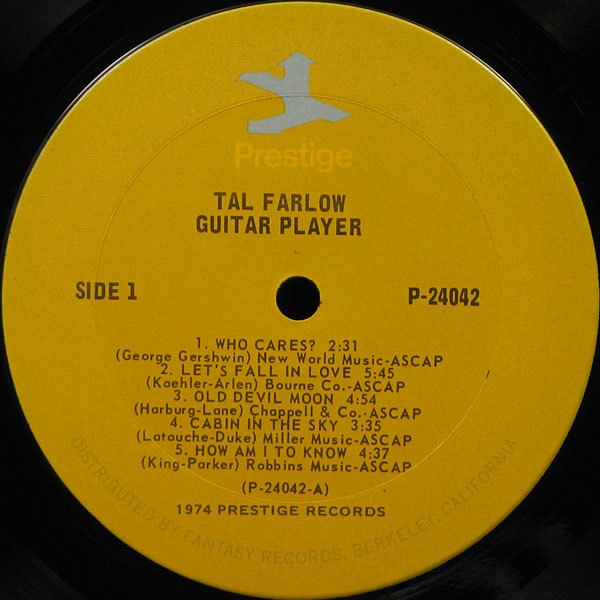 Prestige
TAL FARLOW
GUITAR PLAYER
SIDE 1
P-24042
1. WHO CARES? 2:31
(George Gershwin) New World Music-ASCAP
2. LET'S FALL IN LOVE 5:45
(Koehler-Arlen) Bourne Co.-ASCAP
3. OLD DEVIL MOON 4:54
(Harburg-Lane) Chappell & Co.-ASCAP
4. CABIN IN THE SKY 3:35
(Latouche-Duke) Miller Music-ASCAP
5. HOW AM I TO KNOW 4:37
(King-Parker) Robbins Music-ASCAP
(P-24042-A)
1974 PRESTIGE RECORDS
DISTRIBUTED BY FANTASY RECORDS, BERKELEY, CALIFORNIA